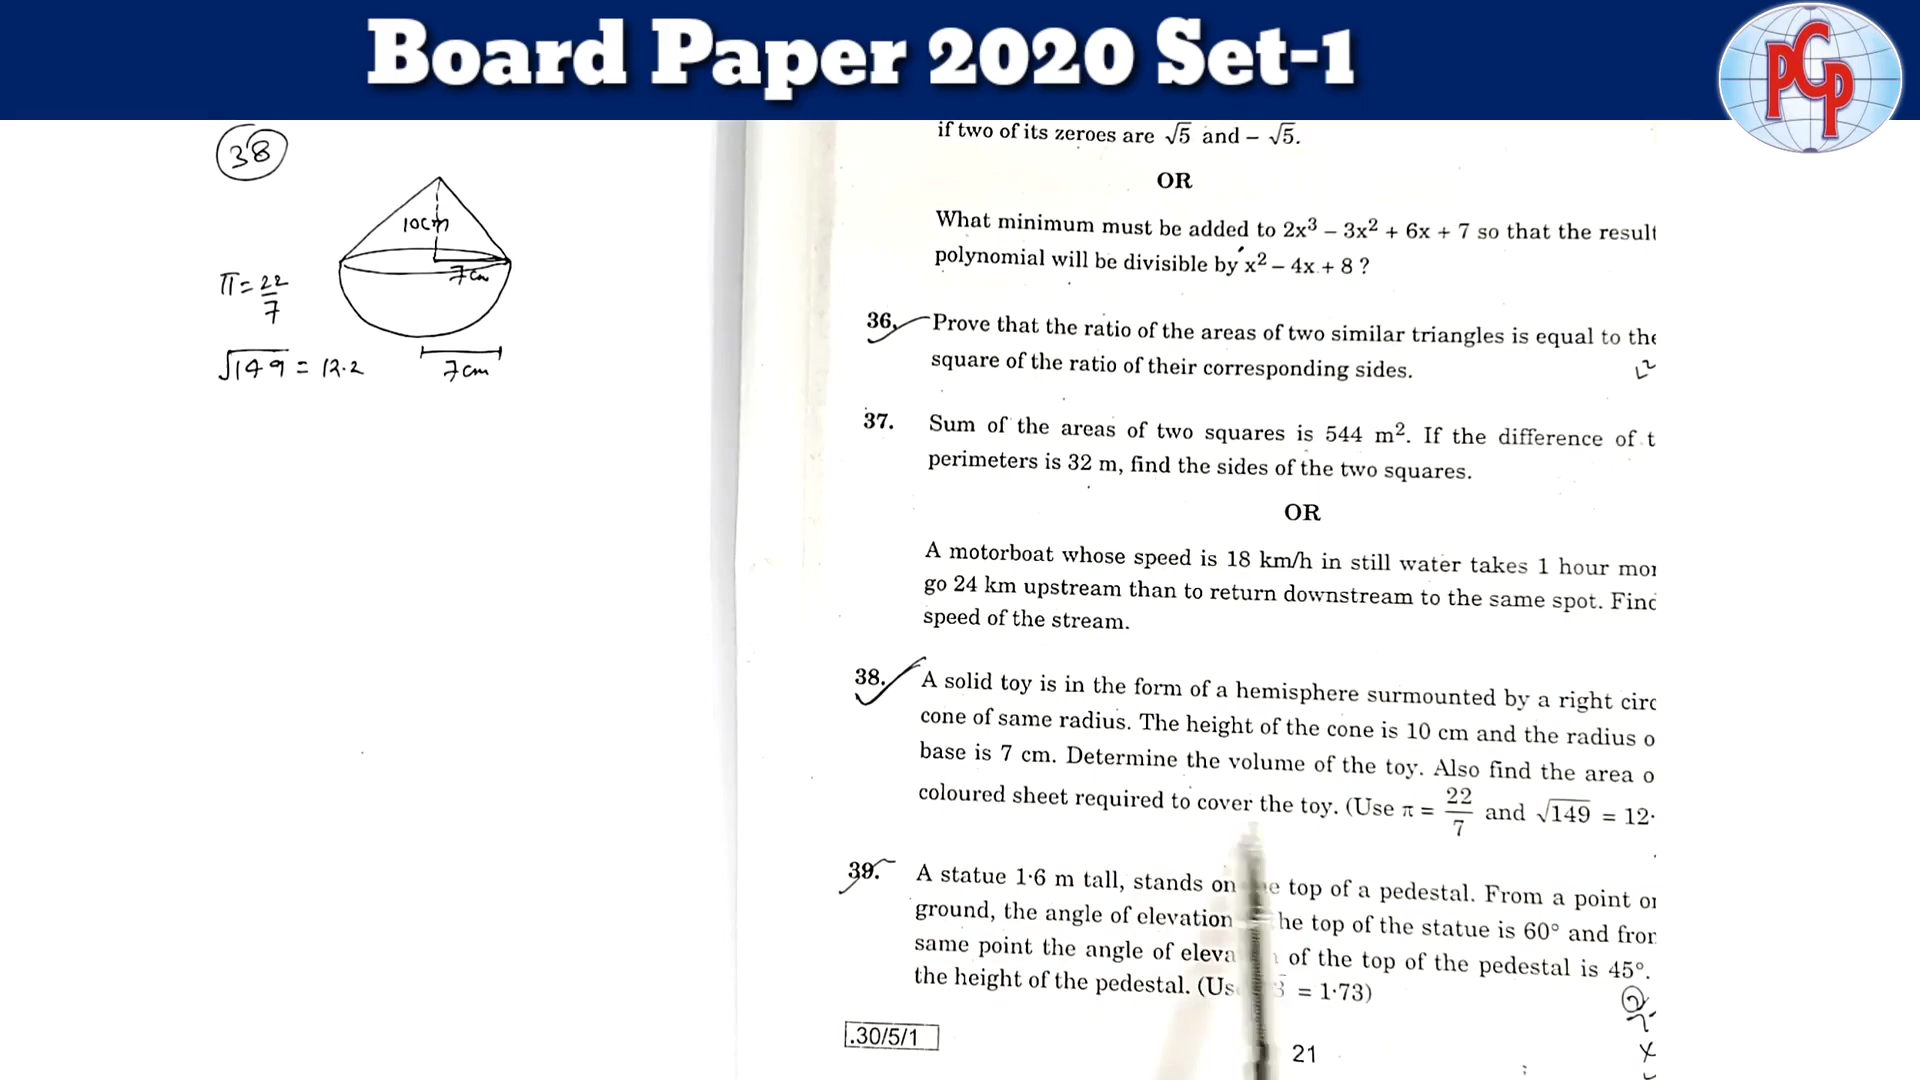 Board Paper 2020 Set-1
PGP
38
10cm
7cm
π = 22/7
√149 = 12.2
7cm
if two of its zeroes are √5 and – √5.
OR
What minimum must be added to 2x³ – 3x² + 6x + 7 so that the result
polynomial will be divisible by x² – 4x + 8 ?
36. Prove that the ratio of the areas of two similar triangles is equal to the
square of the ratio of their corresponding sides.
37. Sum of the areas of two squares is 544 m². If the difference of t
perimeters is 32 m, find the sides of the two squares.
OR
A motorboat whose speed is 18 km/h in still water takes 1 hour mor
go 24 km upstream than to return downstream to the same spot. Find
speed of the stream.
38. A solid toy is in the form of a hemisphere surmounted by a right circ
cone of same radius. The height of the cone is 10 cm and the radius o
base is 7 cm. Determine the volume of the toy. Also find the area o
coloured sheet required to cover the toy. (Use π = 22/7 and √149 = 12·
39. A statue 1·6 m tall, stands on top of a pedestal. From a point on
ground, the angle of elevation the top of the statue is 60° and from
same point the angle of of the top of the pedestal is 45°.
the height of the pedestal. (Us 3 = 1·73)
.30/5/1
21